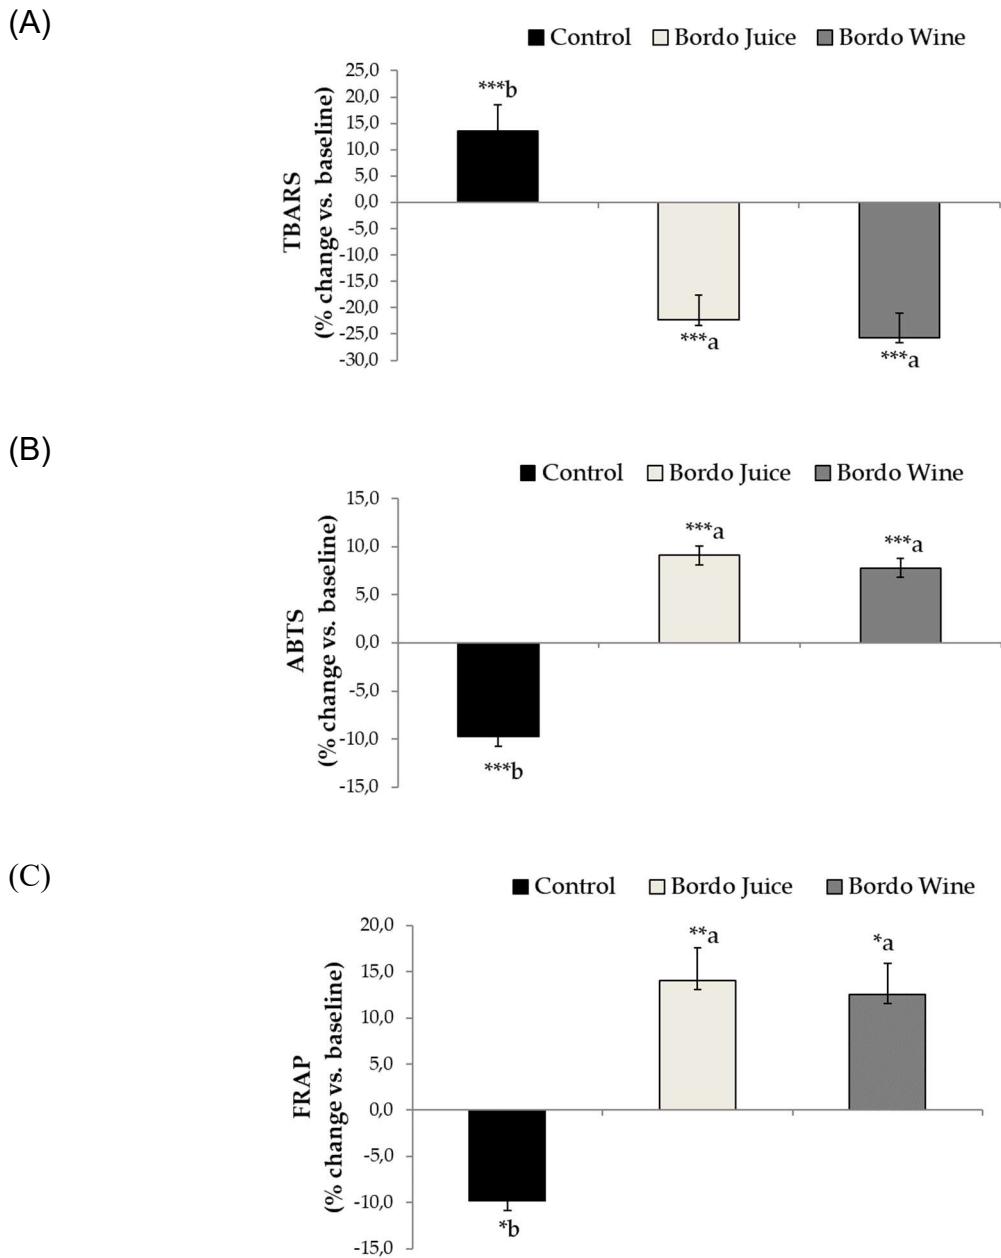 (A)
Control Bordo Juice Bordo Wine
TBARS
(% change vs. baseline)
25,0
20,0
15,0
10,0
5,0
0,0
-5,0
-10,0
-15,0
-20,0
-25,0
-30,0
***b
***a
***a
(B)
Control Bordo Juice Bordo Wine
ABTS
(% change vs. baseline)
15,0
10,0
5,0
0,0
-5,0
-10,0
-15,0
***b
***a
***a
(C)
Control Bordo Juice Bordo Wine
FRAP
(% change vs. baseline)
20,0
15,0
10,0
5,0
0,0
-5,0
-10,0
-15,0
*b
**a
*a